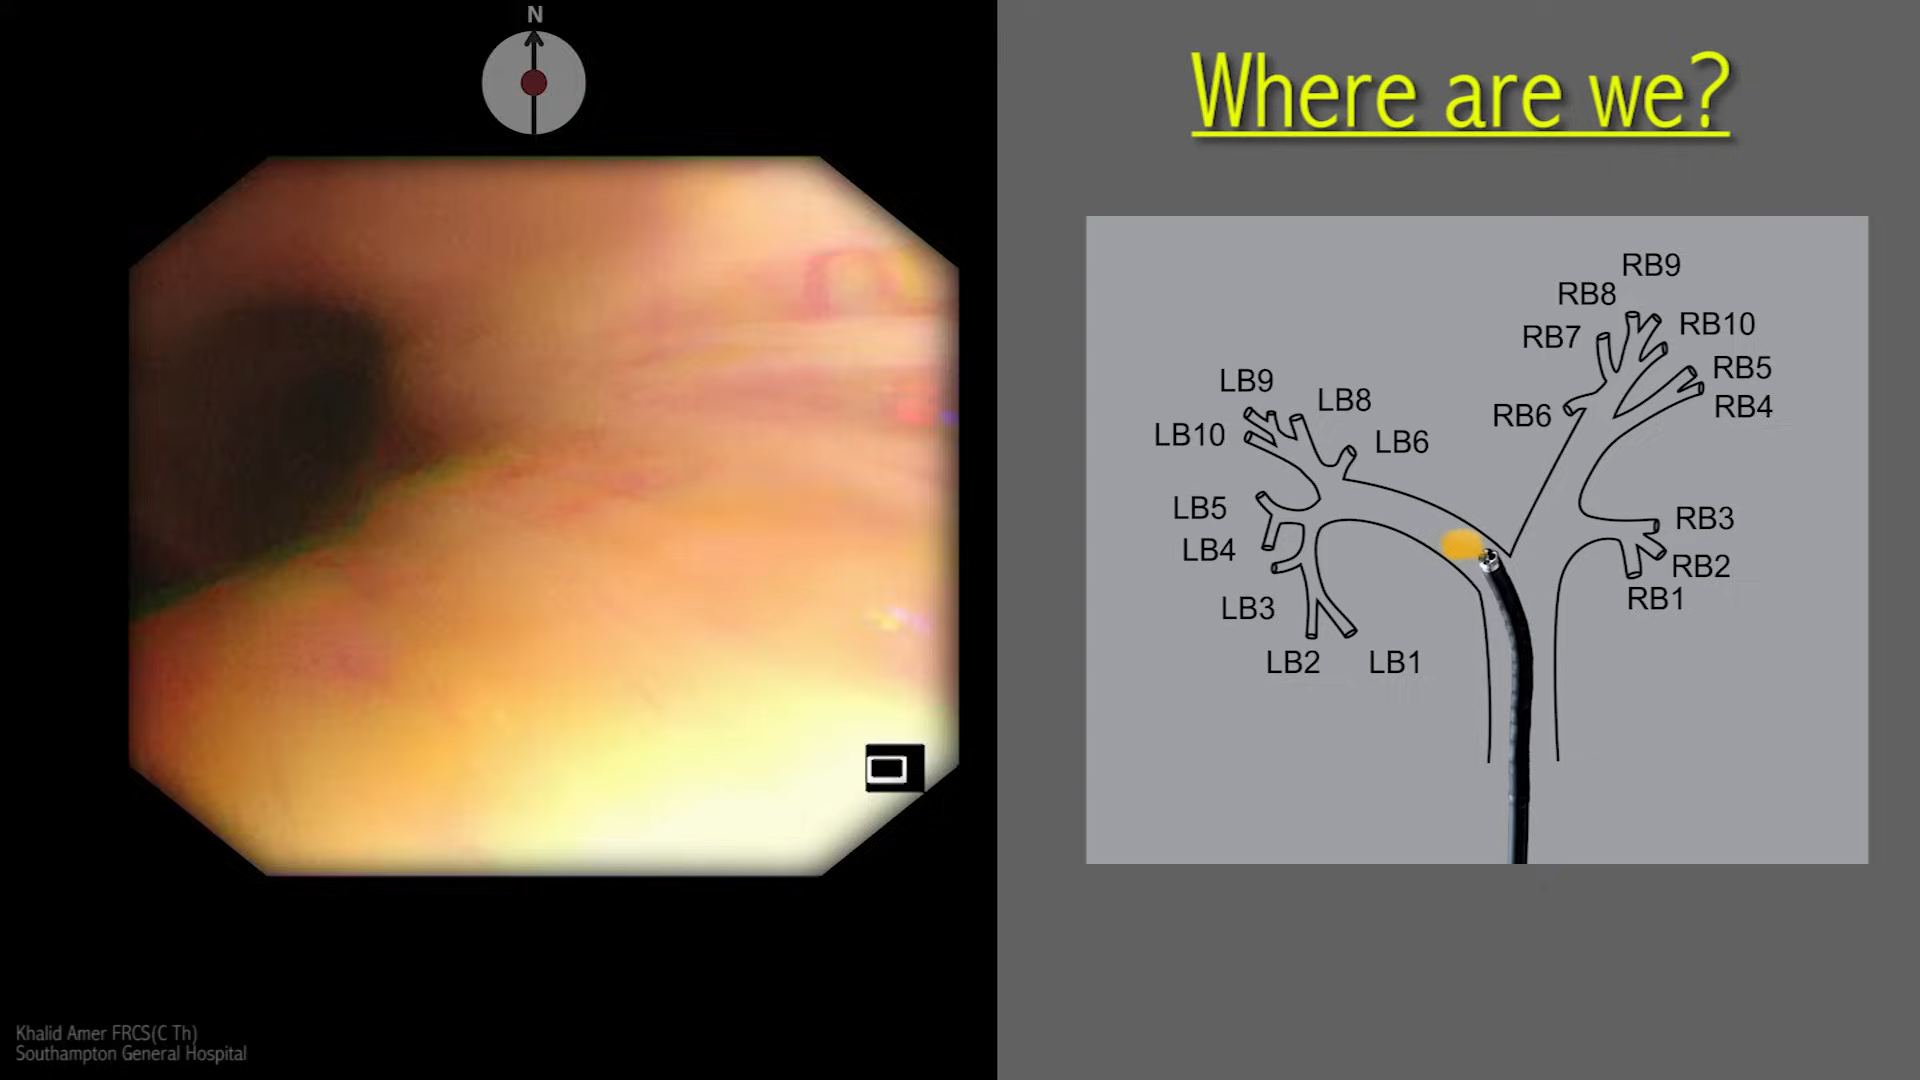 N
Where are we?
RB9
RB8
RB10
RB7
RB5
RB4
RB6
LB9
LB8
LB10
LB6
LB5
RB3
LB4
RB2
RB1
LB3
LB2
LB1
Khalid Amer FRCS(C Th)
Southampton General Hospital